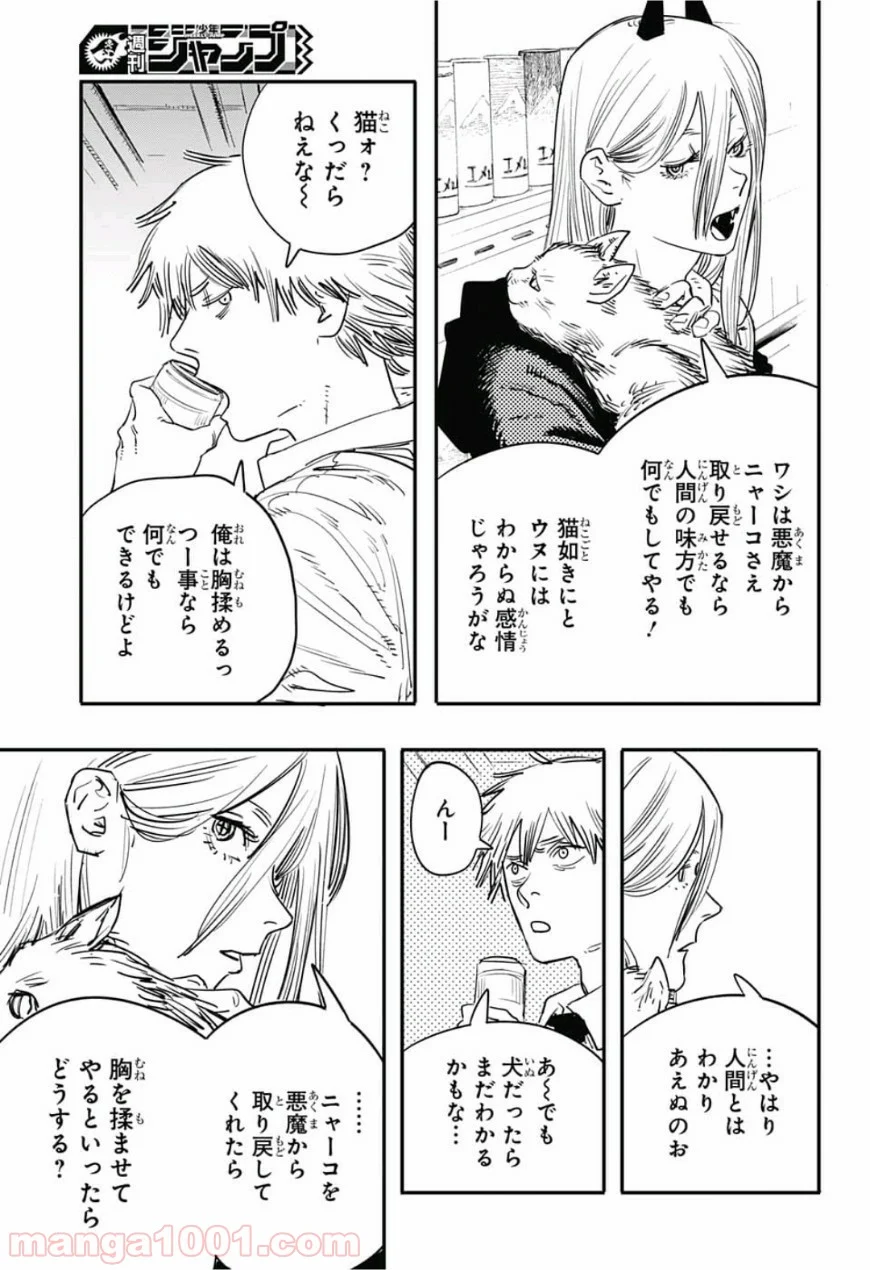 週刊
少年
ジャンプ
ワシは悪魔から
ニャーコさえ
取り戻せるなら
人間の味方でも
何でもしてやる！
猫如きにと
ウヌには
わからぬ感情
じゃろうがな
猫ォ？
くっだら
ねえな〜
俺は胸揉めるっ
つー事なら
何でも
できるけどよ
…やはり
人間とは
わかり
あえぬのお
んー
あ〜でも
犬だったら
まだわかる
かもな…
……
ニャーコを
悪魔から
取り戻して
くれたら
胸を揉ませて
やるといったら
どうする？
manga1001.com